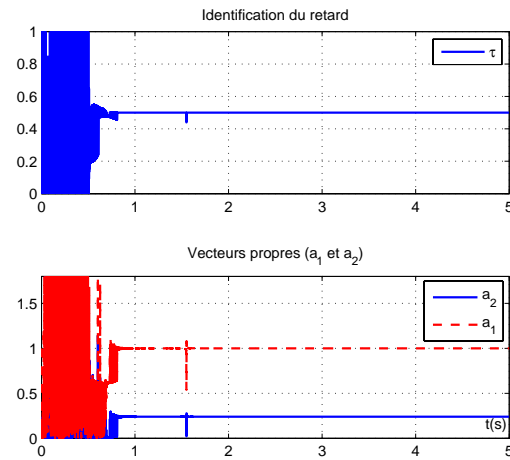 Identification du retard
1
0.8
0.6
0.4
0.2
0
τ
0 1 2 3 4 5
Vecteurs propres (a₁ et a₂)
1.5
1
0.5
0
a₂
a₁
t(s)
0 1 2 3 4 5